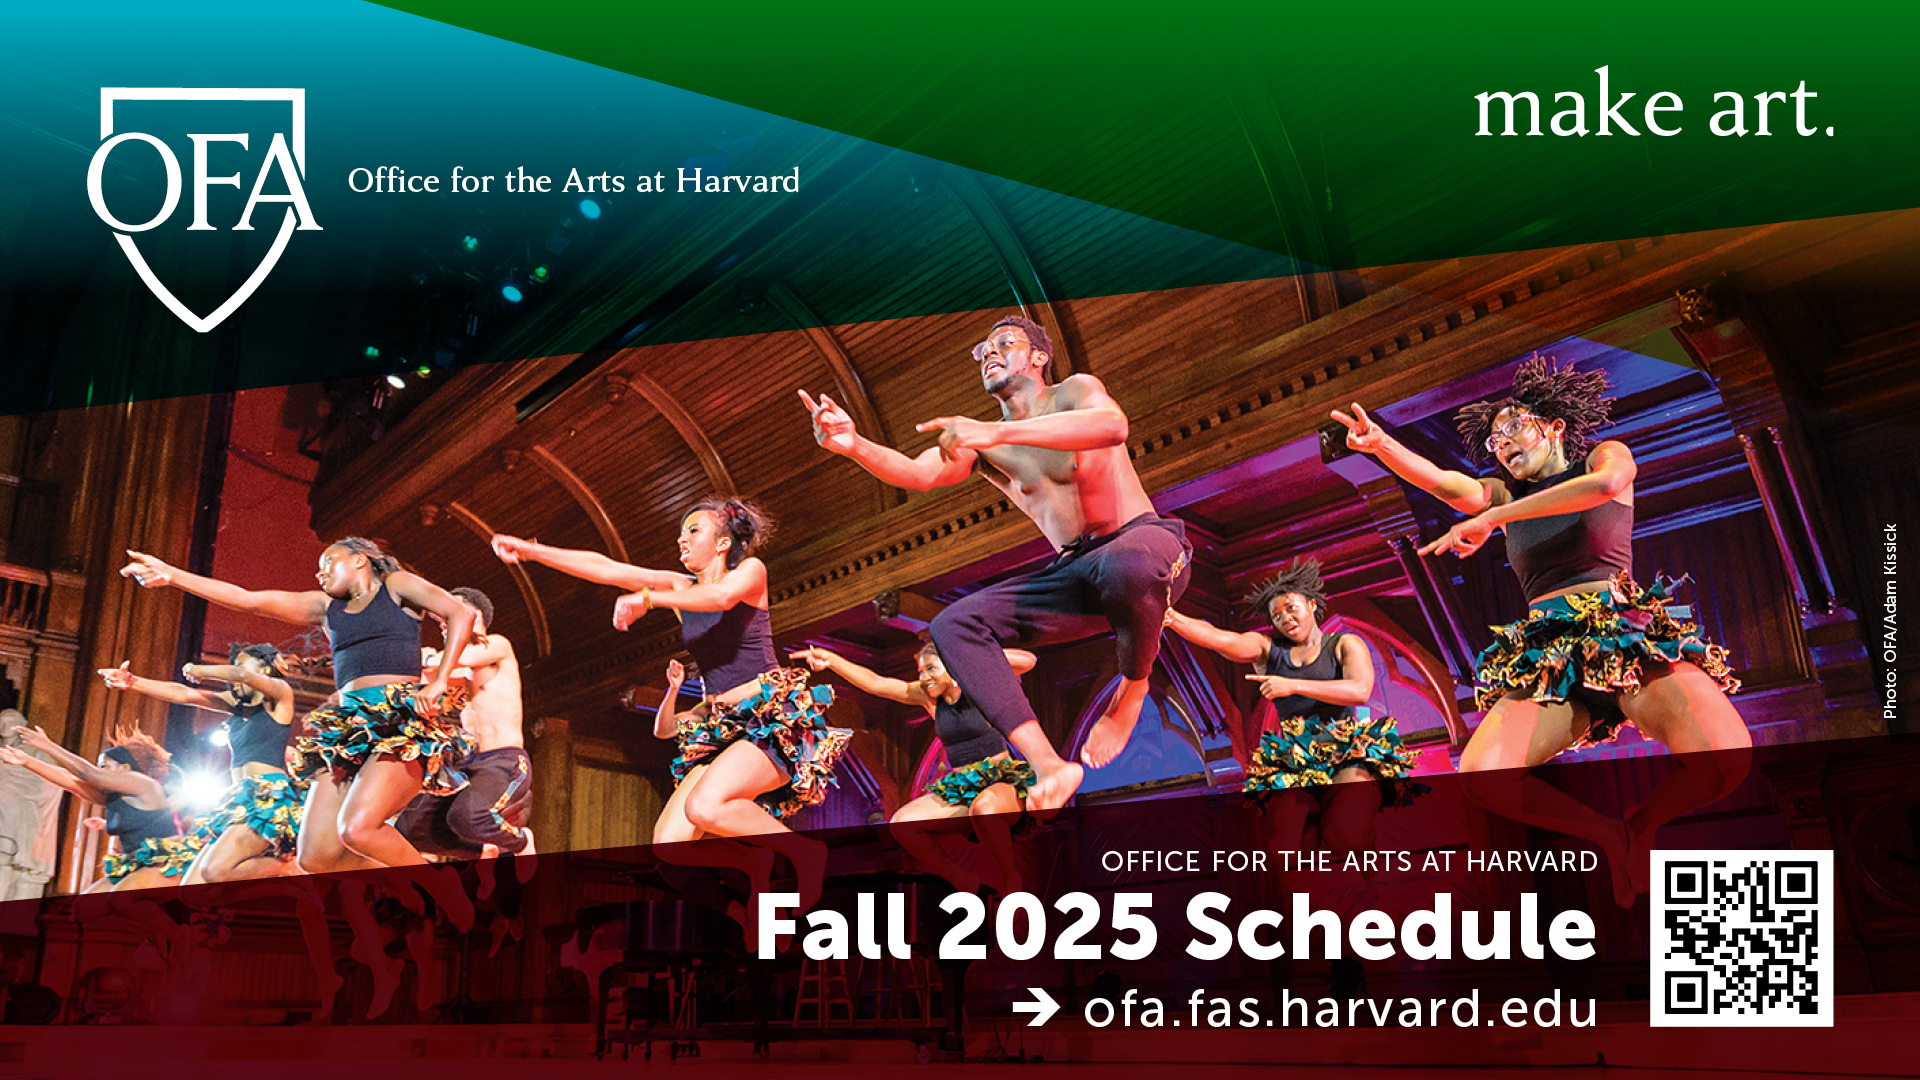 OFA
Office for the Arts at Harvard
make art.
Photo: OFA/Adam Kissick
OFFICE FOR THE ARTS AT HARVARD
Fall 2025 Schedule
→ ofa.fas.harvard.edu